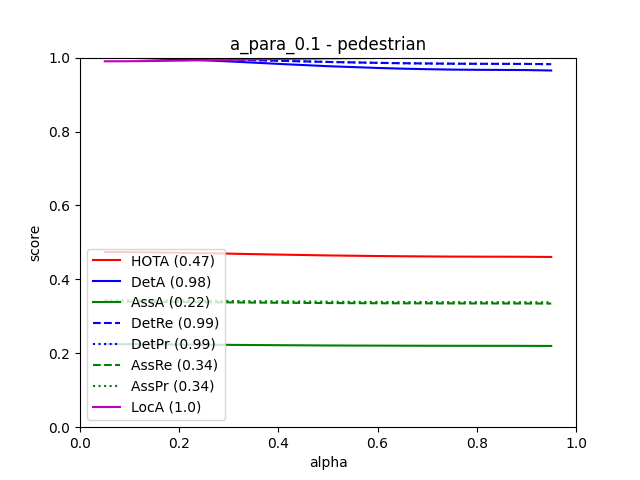 a_para_0.1 - pedestrian
1.0
0.8
0.6
0.4
0.2
0.0
score
HOTA (0.47)
DetA (0.98)
AssA (0.22)
DetRe (0.99)
DetPr (0.99)
AssRe (0.34)
AssPr (0.34)
LocA (1.0)
0.0 0.2 0.4 0.6 0.8 1.0
alpha